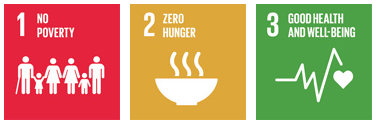 1 NO
POVERTY
2 ZERO
HUNGER
3 GOOD HEALTH
AND WELL-BEING